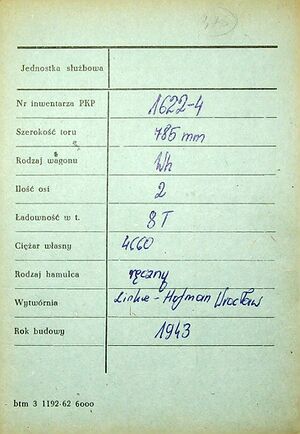 Jednostka służbowa
Nr inwentarza PKP 1622-4
Szerokość toru 785 mm
Rodzaj wagonu Wh
Ilość osi 2
Ładowność w t. 8 T
Ciężar własny 4660
Rodzaj hamulca ręczny
Wytwórnia Linke-Hofman Wrocław
Rok budowy 1943
btm 3 1192-62 6000